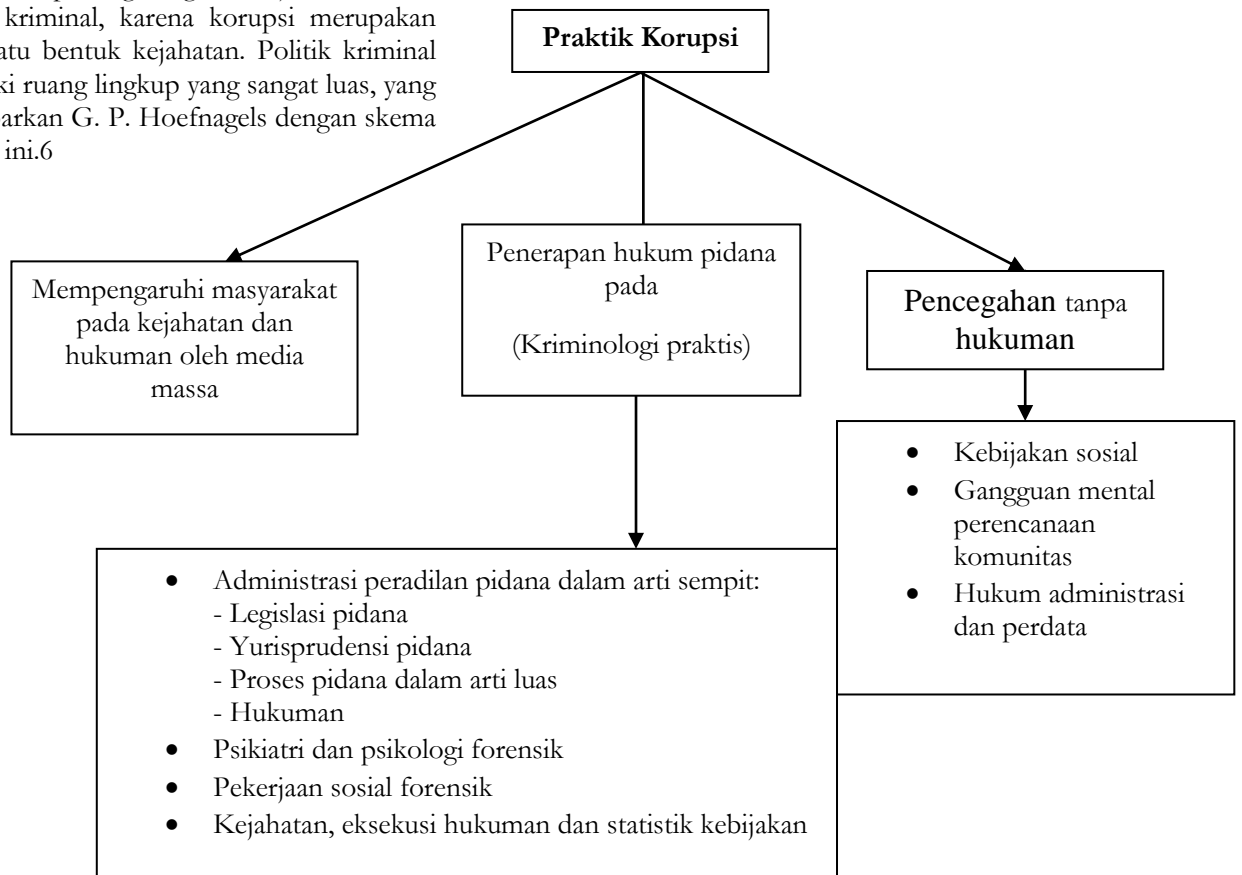 kriminal, karena korupsi merupakan
atu bentuk kejahatan. Politik kriminal
ki ruang lingkup yang sangat luas, yang
arkan G. P. Hoefnagels dengan skema
ini.6
Praktik Korupsi
Mempengaruhi masyarakat
pada kejahatan dan
hukuman oleh media
massa
Penerapan hukum pidana
pada
(Kriminologi praktis)
Pencegahan tanpa
hukuman
• Kebijakan sosial
• Gangguan mental
perencanaan
komunitas
• Hukum administrasi
dan perdata
• Administrasi peradilan pidana dalam arti sempit:
- Legislasi pidana
- Yurisprudensi pidana
- Proses pidana dalam arti luas
- Hukuman
• Psikiatri dan psikologi forensik
• Pekerjaan sosial forensik
• Kejahatan, eksekusi hukuman dan statistik kebijakan